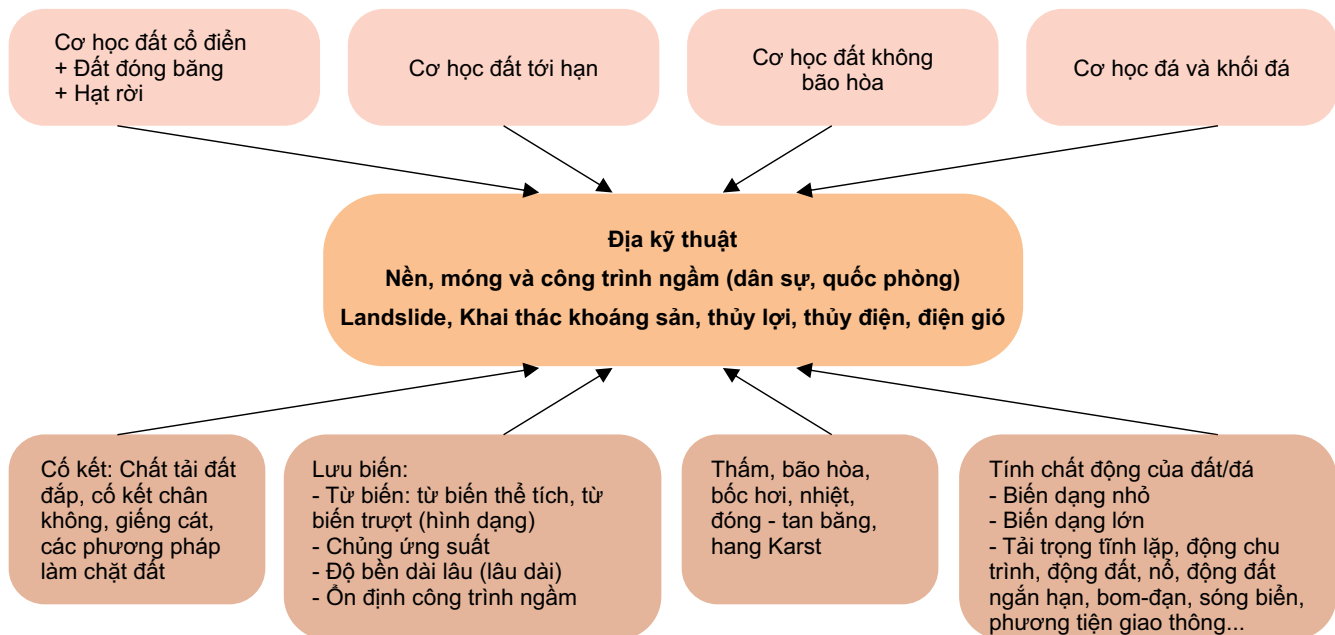 Cơ học đất cổ điển
+ Đất đóng băng
+ Hạt rời
Cơ học đất tới hạn
Cơ học đất không
bão hòa
Cơ học đá và khối đá
Địa kỹ thuật
Nền, móng và công trình ngầm (dân sự, quốc phòng)
Landslide, Khai thác khoáng sản, thủy lợi, thủy điện, điện gió
Cố kết: Chất tải đất
đắp, cố kết chân
không, giếng cát,
các phương pháp
làm chặt đất
Lưu biến:
- Từ biến: từ biến thể tích, từ
biến trượt (hình dạng)
- Chủng ứng suất
- Độ bền dài lâu (lâu dài)
- Ổn định công trình ngầm
Thấm, bão hòa,
bốc hơi, nhiệt,
đóng - tan băng,
hang Karst
Tính chất động của đất/đá
- Biến dạng nhỏ
- Biến dạng lớn
- Tải trọng tĩnh lặp, động chu
trình, động đất, nổ, động đất
ngắn hạn, bom-đạn, sóng biển,
phương tiện giao thông...